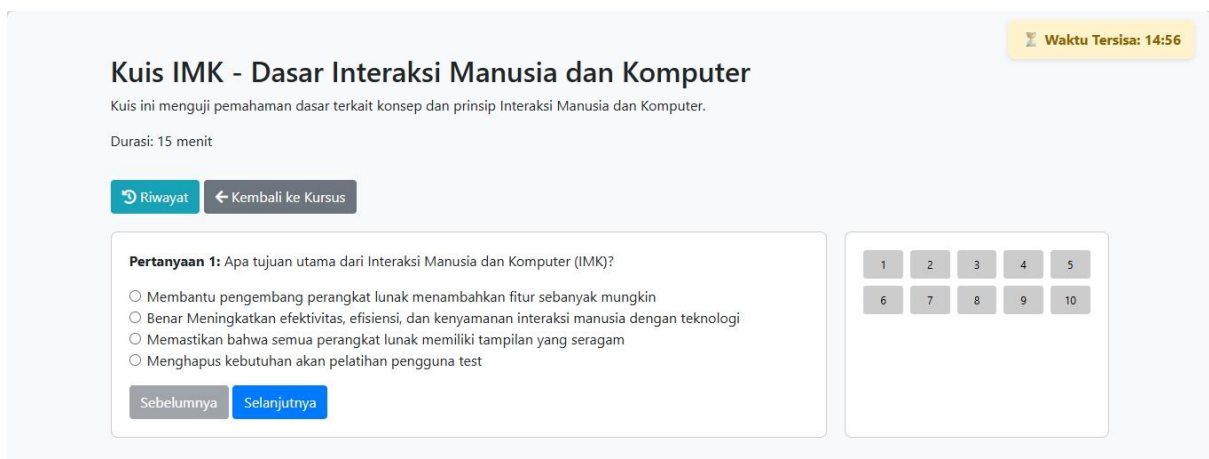 Waktu Tersisa: 14:56
Kuis IMK - Dasar Interaksi Manusia dan Komputer
Kuis ini menguji pemahaman dasar terkait konsep dan prinsip Interaksi Manusia dan Komputer.
Durasi: 15 menit
Riwayat
Kembali ke Kursus
Pertanyaan 1: Apa tujuan utama dari Interaksi Manusia dan Komputer (IMK)?
Membantu pengembang perangkat lunak menambahkan fitur sebanyak mungkin
Benar Meningkatkan efektivitas, efisiensi, dan kenyamanan interaksi manusia dengan teknologi
Memastikan bahwa semua perangkat lunak memiliki tampilan yang seragam
Menghapus kebutuhan akan pelatihan pengguna test
Sebelumnya
Selanjutnya
1 2 3 4 5
6 7 8 9 10